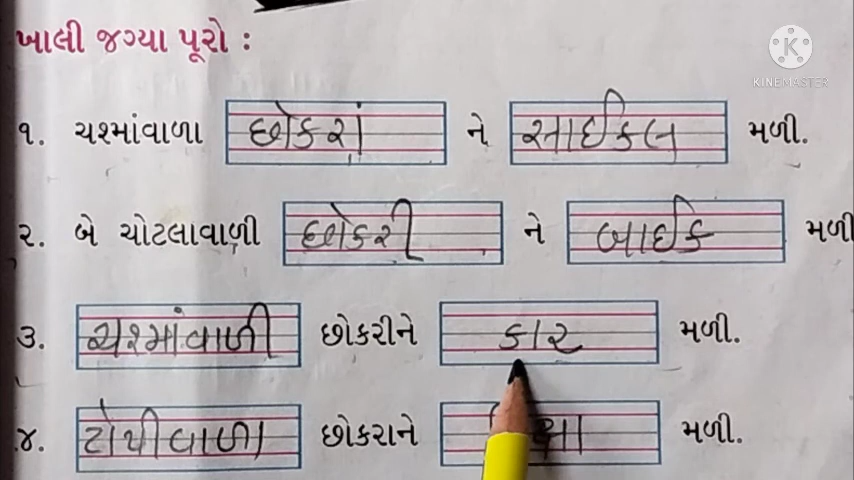 ખાલી જગ્યા પૂરો :
KINEMASTER
૧. ચશ્માંવાળા છોકરાં ને સાઈકલ મળી.
૨. બે ચોટલાવાળી છોકરી ને બાઈક મળી
૩. ચશ્માંવાળી છોકરીને કાર મળી.
૪. ટોપીવાળા છોકરાને મળી.